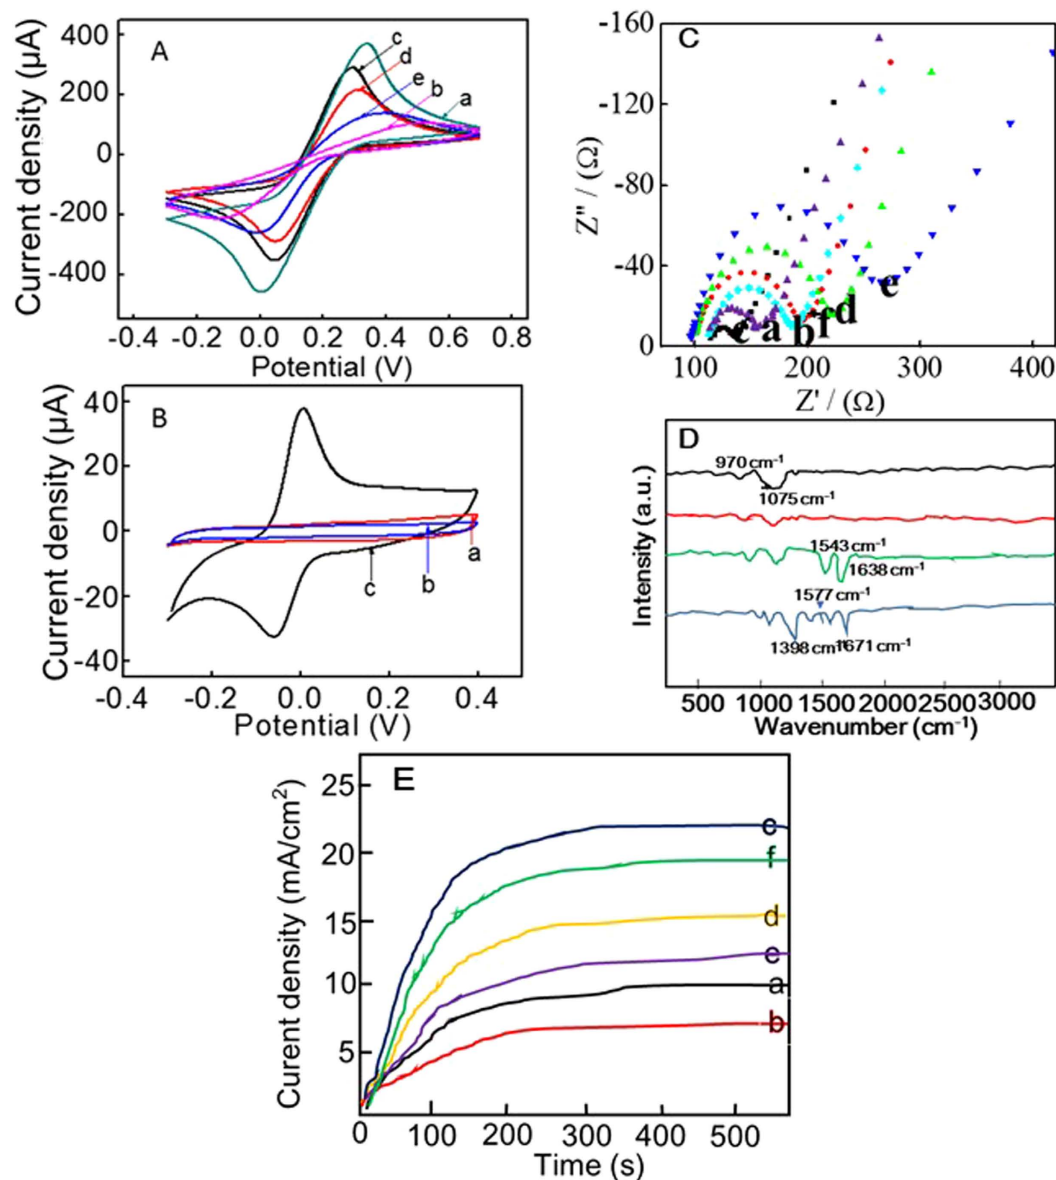 A
Current density (µA)
400
200
0
-200
-400
c
d
e
b
a
-0.4 -0.2 0.0 0.2 0.4 0.6 0.8
Potential (V)
C
Z" / (Ω)
-160
-120
-80
-40
0
c a b f d e
100 200 300 400
Z' / (Ω)
B
Current density (µA)
40
20
0
-20
-40
c b a
-0.4 -0.2 0.0 0.2 0.4
Potential (V)
D
Intensity (a.u.)
970 cm-1
1075 cm-1
1543 cm-1
1638 cm-1
1577 cm-1
1398 cm-1 1671 cm-1
500 1000 1500 2000 2500 3000
Wavenumber (cm-1)
E
Curent density (mA/cm2)
25
20
15
10
5
c
f
d
e
a
b
0 100 200 300 400 500
Time (s)